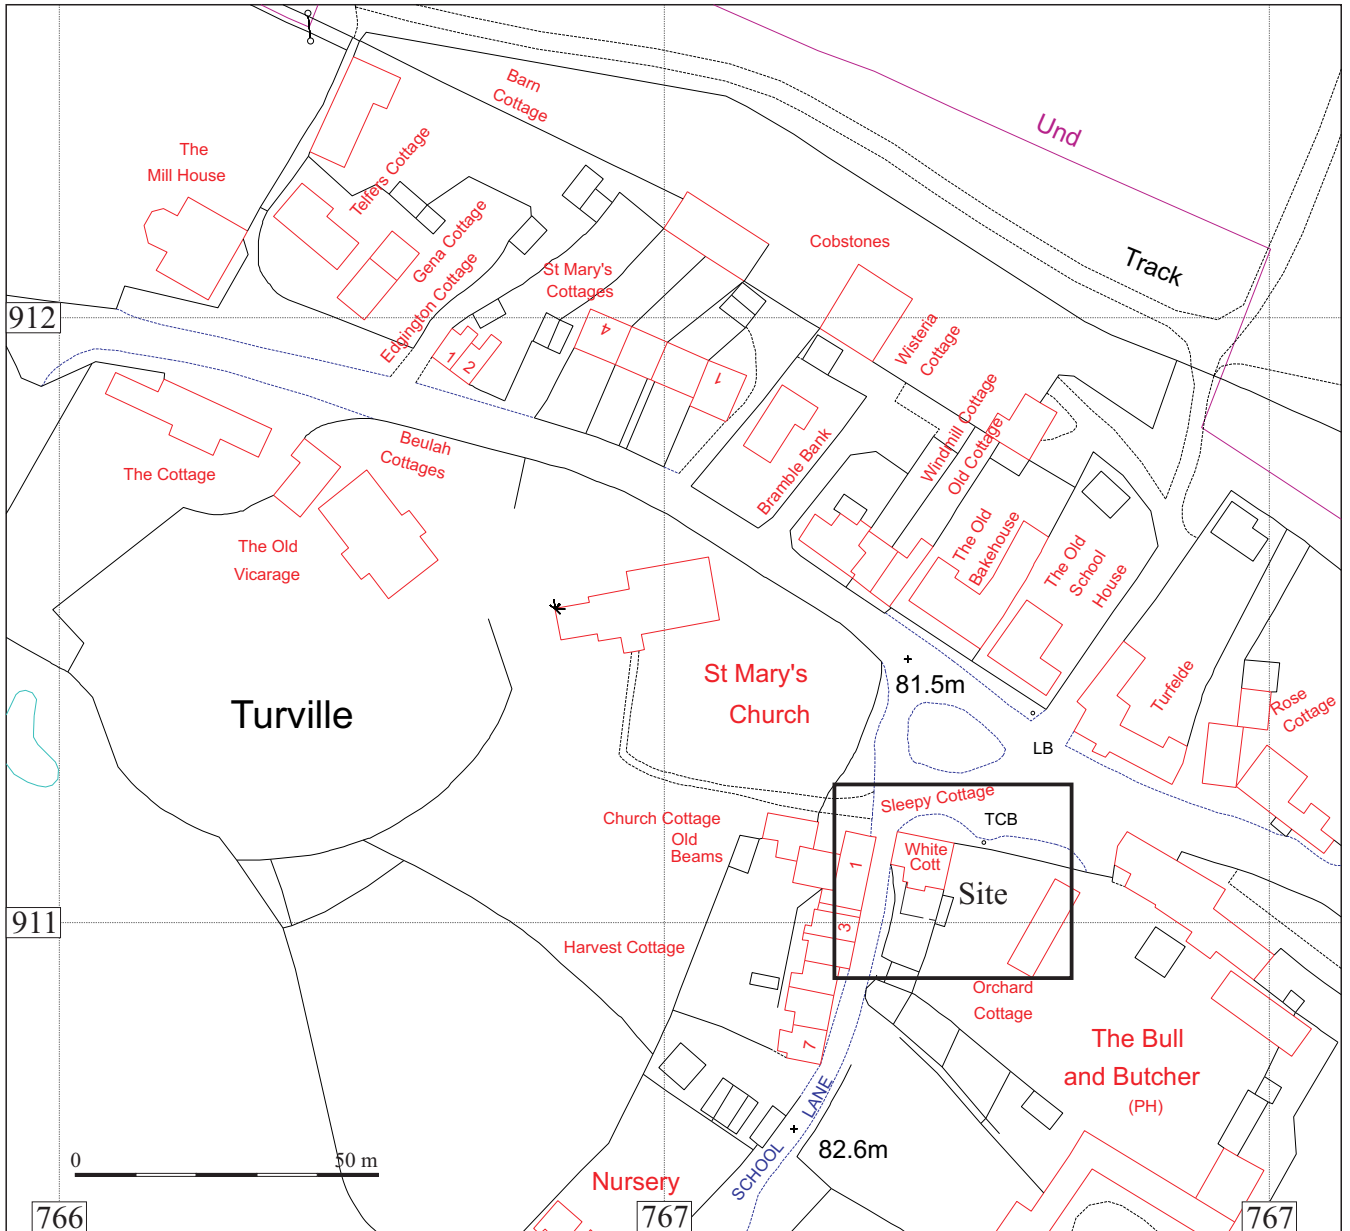 Barn
Cottage
Und
The
Mill House
Telfers Cottage
Gena Cottage
Edgington Cottage
St Mary's
Cottages
Cobstones
Track
912
Wisteria
Cottage
4
1
1
2
Windmill Cottage
Old Cottage
Bramble Bank
Beulah
Cottages
The Cottage
The Old
Vicarage
The Old
Bakehouse
The Old
School
House
St Mary's
Church
81.5m
Turville
Turfelde
Rose
Cottage
LB
Sleepy Cottage
TCB
Church Cottage
Old
Beams
1
White
Cott
Site
911
3
Harvest Cottage
Orchard
Cottage
The Bull
and Butcher
(PH)
7
SCHOOL LANE
82.6m
0
50 m
Nursery
766
767
767